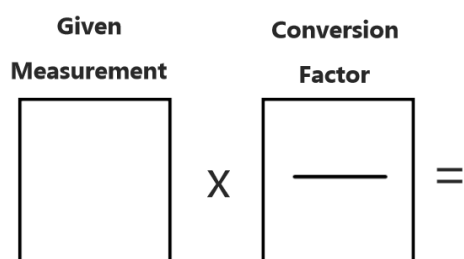 Given
Measurement
Conversion
Factor
x
=